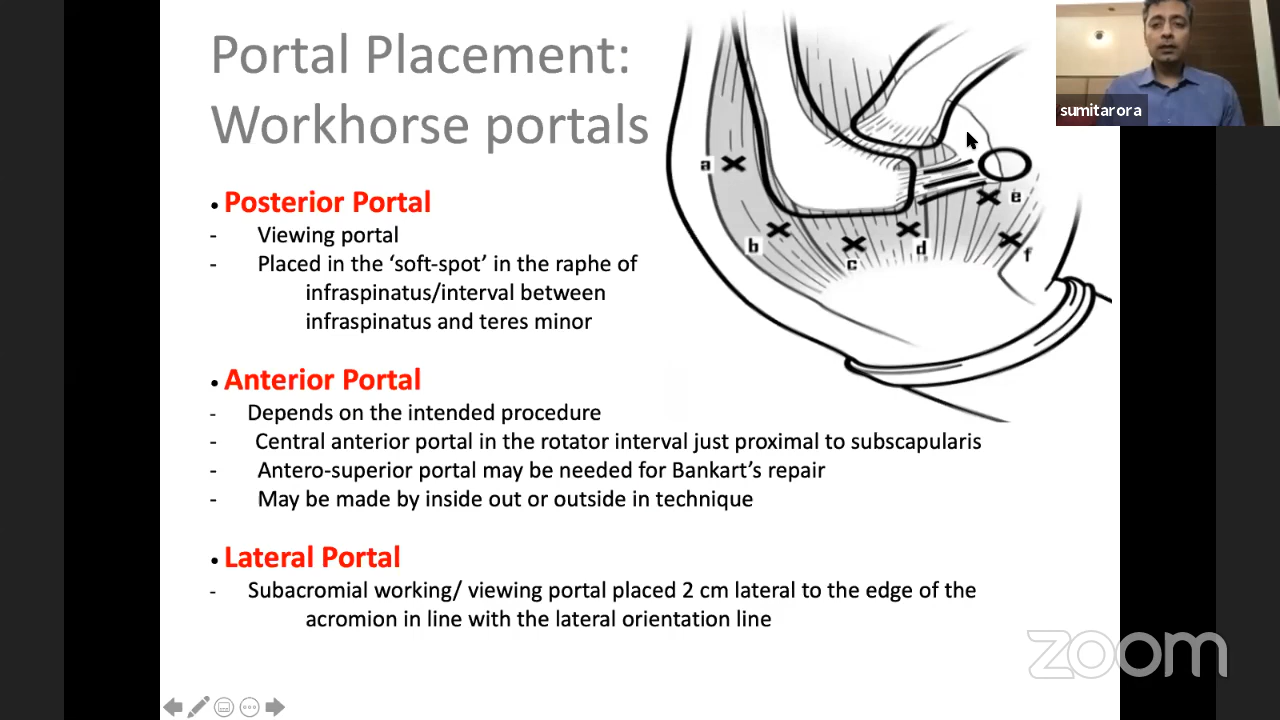 Portal Placement:
Workhorse portals
• Posterior Portal
- Viewing portal
- Placed in the ‘soft-spot’ in the raphe of
infraspinatus/interval between
infraspinatus and teres minor
• Anterior Portal
- Depends on the intended procedure
- Central anterior portal in the rotator interval just proximal to subscapularis
- Antero-superior portal may be needed for Bankart’s repair
- May be made by inside out or outside in technique
• Lateral Portal
- Subacromial working/ viewing portal placed 2 cm lateral to the edge of the
acromion in line with the lateral orientation line
a
b
c
d
e
f
sumitarora
zoom